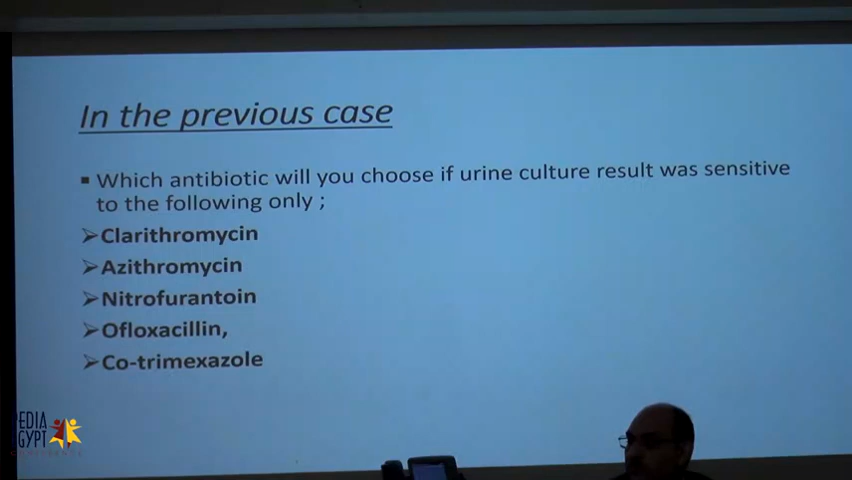 In the previous case
▪ Which antibiotic will you choose if urine culture result was sensitive
to the following only ;
➢Clarithromycin
➢Azithromycin
➢Nitrofurantoin
➢Ofloxacillin,
➢Co-trimexazole
PEDIA
EGYPT